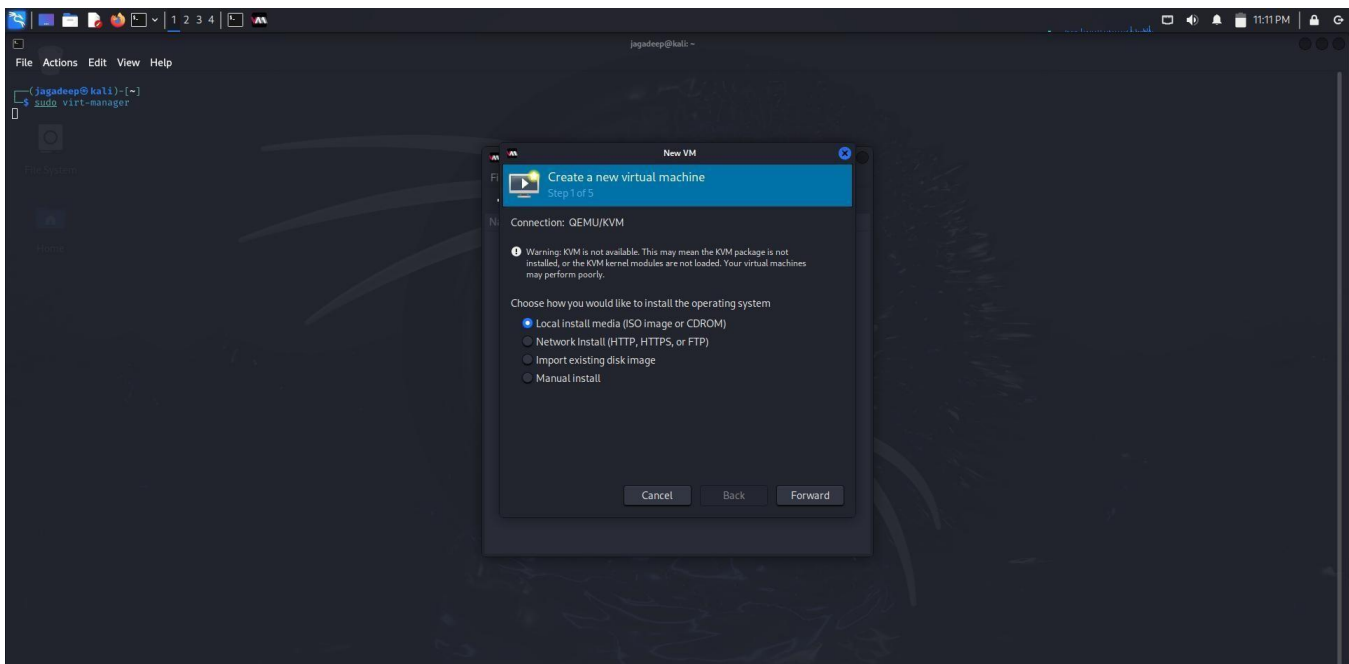 1 2 3 4
11:11 PM
jagadeep@kali: ~
File Actions Edit View Help
(jagadeep㉿kali)-[~]
$ sudo virt-manager
File System
Home
New VM
Create a new virtual machine
Step 1 of 5
Fi
Connection: QEMU/KVM
Warning: KVM is not available. This may mean the KVM package is not
installed, or the KVM kernel modules are not loaded. Your virtual machines
may perform poorly.
Choose how you would like to install the operating system
Local install media (ISO image or CDROM)
Network Install (HTTP, HTTPS, or FTP)
Import existing disk image
Manual install
Cancel Back Forward